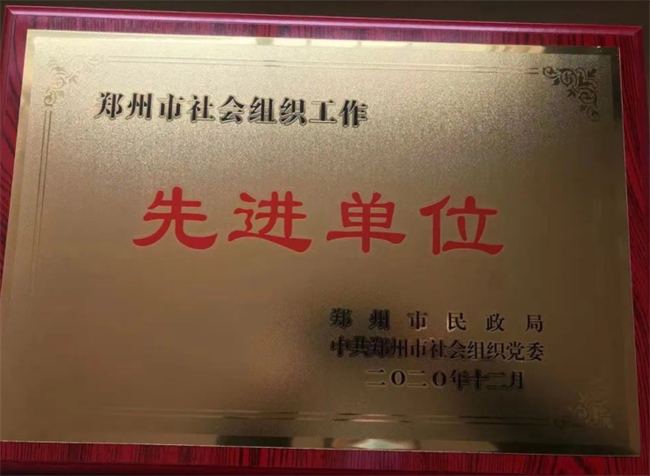 郑州市社会组织工作
先进单位
郑州市民政局
中共郑州市社会组织党委
二〇二〇年十二月